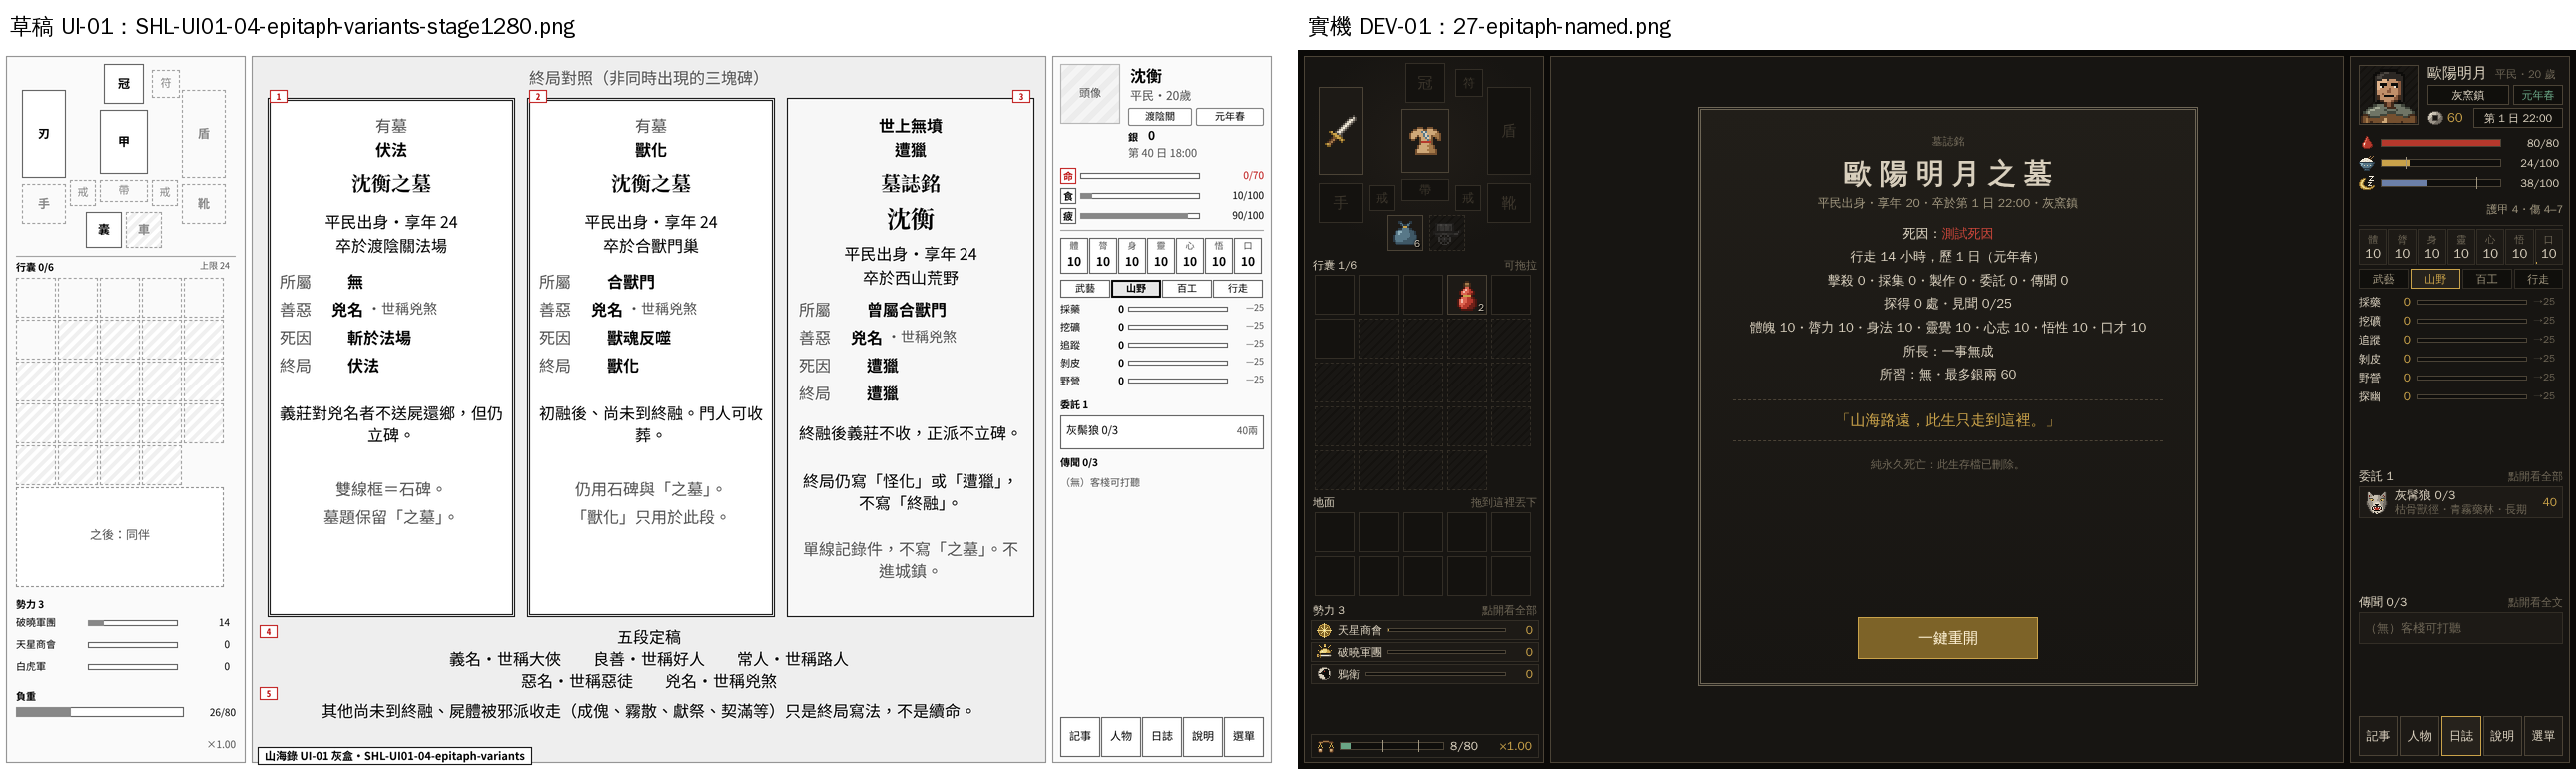 草稿 UI-01：SHL-UI01-04-epitaph-variants-stage1280.png
冠
符
刃
甲
盾
手
戒
帶
戒
靴
囊
車
行囊 0/6
上限 24
之後：同伴
勢力 3
破曉軍團 14
天星商會 0
白虎軍 0
負重
26/80
×1.00
終局對照（非同時出現的三塊碑）
1
有墓
伏法
沈衡之墓
平民出身・享年 24
卒於渡陰關法場
所屬 無
善惡 兇名・世稱兇煞
死因 斬於法場
終局 伏法
義莊對兇名者不送屍還鄉，但仍
立碑。
雙線框＝石碑。
墓題保留「之墓」。
2
有墓
獸化
沈衡之墓
平民出身・享年 24
卒於合獸門巢
所屬 合獸門
善惡 兇名・世稱兇煞
死因 獸魂反噬
終局 獸化
初融後、尚未到終融。門人可收
葬。
仍用石碑與「之墓」。
「獸化」只用於此段。
3
世上無墳
遭獵
墓誌銘
沈衡
平民出身・享年 24
卒於西山荒野
所屬 曾屬合獸門
善惡 兇名・世稱兇煞
死因 遭獵
終局 遭獵
終融後義莊不收，正派不立碑。
終局仍寫「怪化」或「遭獵」，
不寫「終融」。
單線記錄件，不寫「之墓」。不
進城鎮。
4
五段定稿
義名・世稱大俠 良善・世稱好人 常人・世稱路人
惡名・世稱惡徒 兇名・世稱兇煞
5
其他尚未到終融、屍體被邪派收走（成傀、霧散、獻祭、契滿等）只是終局寫法，不是續命。
山海錄 UI-01 灰盒・SHL-UI01-04-epitaph-variants
頭像
沈衡
平民・20歲
渡陰關
元年春
銀 0
第 40 日 18:00
命 0/70
食 10/100
疲 90/100
體 膂 身 靈 心 悟 口
10 10 10 10 10 10 10
武藝 山野 百工 行走
採藥 0 —25
挖礦 0 —25
追蹤 0 —25
剝皮 0 —25
野營 0 —25
委託 1
灰鬃狼 0/3 40兩
傳聞 0/3
（無）客棧可打聽
記事 人物 日誌 說明 選單
實機 DEV-01：27-epitaph-named.png
冠
符
盾
手
戒
帶
戒
靴
6
行囊 1/6
可拖拉
2
地面
拖到這裡丟下
勢力 3
點開看全部
天星商會 0
破曉軍團 0
鴉衛 0
8/80 ×1.00
墓誌銘
歐陽明月之墓
平民出身・享年 20・卒於第 1 日 22:00・灰窯鎮
死因：測試死因
行走 14 小時，歷 1 日（元年春）
擊殺 0・採集 0・製作 0・委託 0・傳聞 0
探得 0 處・見聞 0/25
體魄 10・膂力 10・身法 10・靈覺 10・心志 10・悟性 10・口才 10
所長：一事無成
所習：無・最多銀兩 60
「山海路遠，此生只走到這裡。」
純永久死亡：此生存檔已刪除。
一鍵重開
歐陽明月 平民・20 歲
灰窯鎮
元年春
60
第 1 日 22:00
80/80
24/100
38/100
護甲 4・傷 4–7
體 膂 身 靈 心 悟 口
10 10 10 10 10 10 10
武藝 山野 百工 行走
採藥 0 →25
挖礦 0 →25
追蹤 0 →25
剝皮 0 →25
野營 0 →25
探幽 0 →25
委託 1
點開看全部
灰鬃狼 0/3
枯骨獸徑・青霧藥林・長期
40
傳聞 0/3
點開看全文
（無）客棧可打聽
記事 人物 日誌 說明 選單